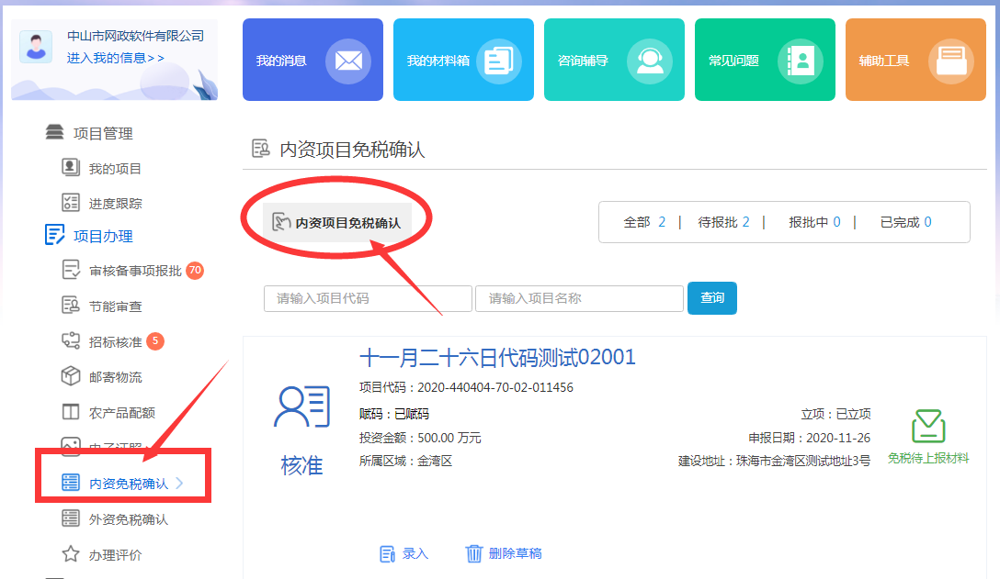 中山市网政软件有限公司
进入我的信息>>
我的消息
我的材料箱
咨询辅导
常见问题
辅助工具
项目管理
我的项目
进度跟踪
项目办理
审核备事项报批 70
节能审查
招标核准 5
邮寄物流
农产品配额
电子证照
内资免税确认
外资免税确认
办理评价
内资项目免税确认
内资项目免税确认
全部 2 | 待报批 2 | 报批中 0 | 已完成 0
请输入项目代码
请输入项目名称
查询
十一月二十六日代码测试02001
核准
项目代码：2020-440404-70-02-011456
赋码：已赋码
立项：已立项
投资金额：500.00 万元
申报日期：2020-11-26
所属区域：金湾区
建设地址：珠海市金湾区测试地址3号
免税待上报材料
录入
删除草稿